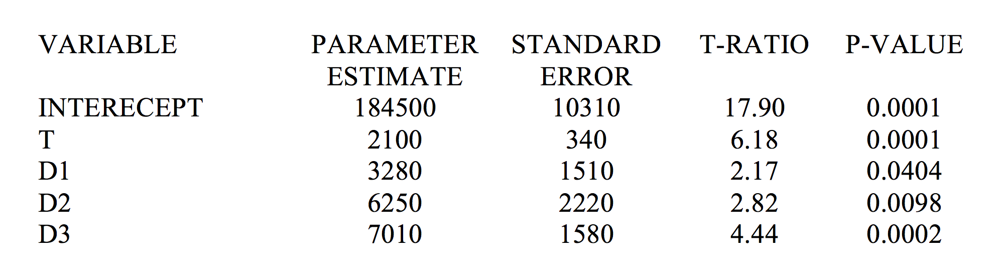 VARIABLE PARAMETER STANDARD T-RATIO P-VALUE
ESTIMATE ERROR
INTERECEPT 184500 10310 17.90 0.0001
T 2100 340 6.18 0.0001
D1 3280 1510 2.17 0.0404
D2 6250 2220 2.82 0.0098
D3 7010 1580 4.44 0.0002